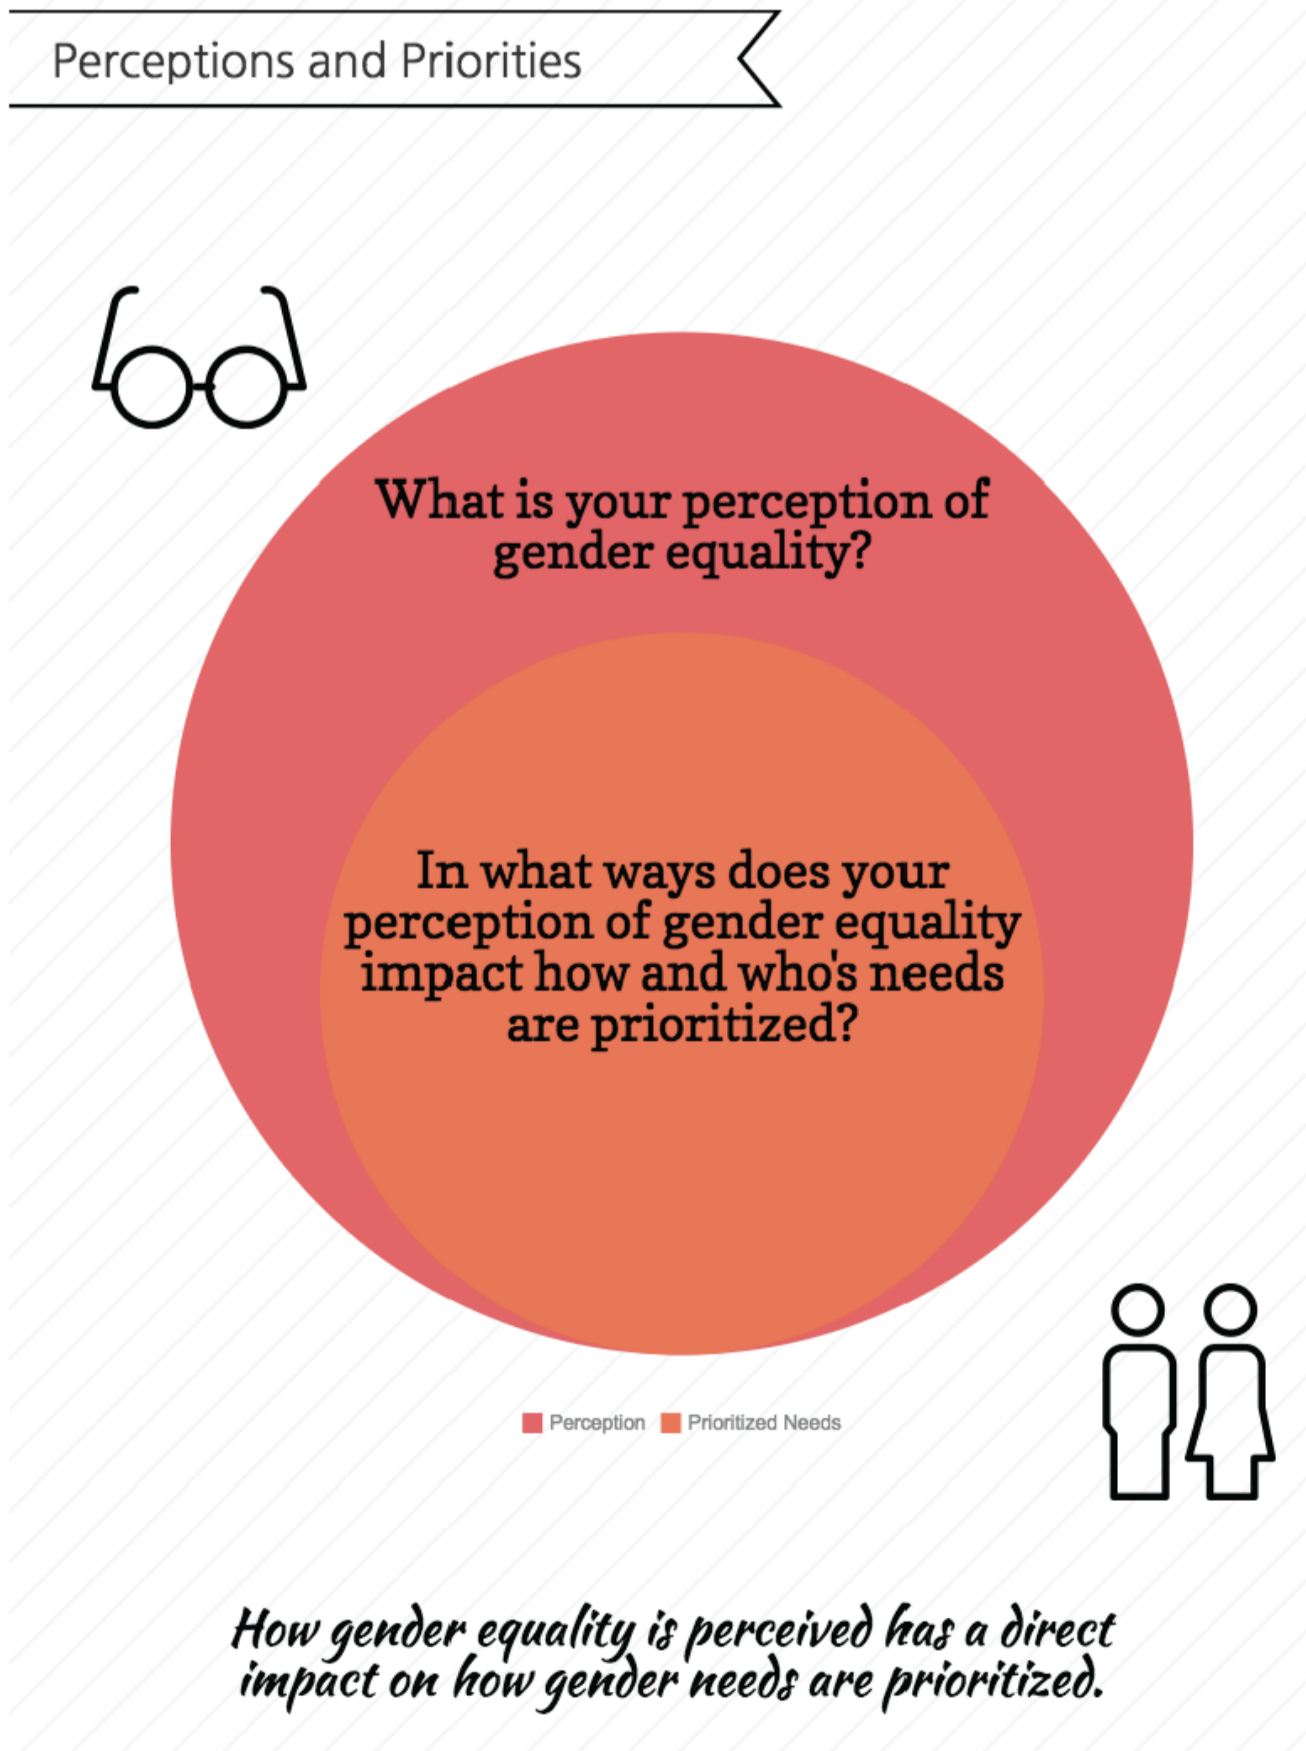 Perceptions and Priorities
What is your perception of
gender equality?
In what ways does your
perception of gender equality
impact how and who's needs
are prioritized?
Perception Prioritized Needs
How gender equality is perceived has a direct
impact on how gender needs are prioritized.